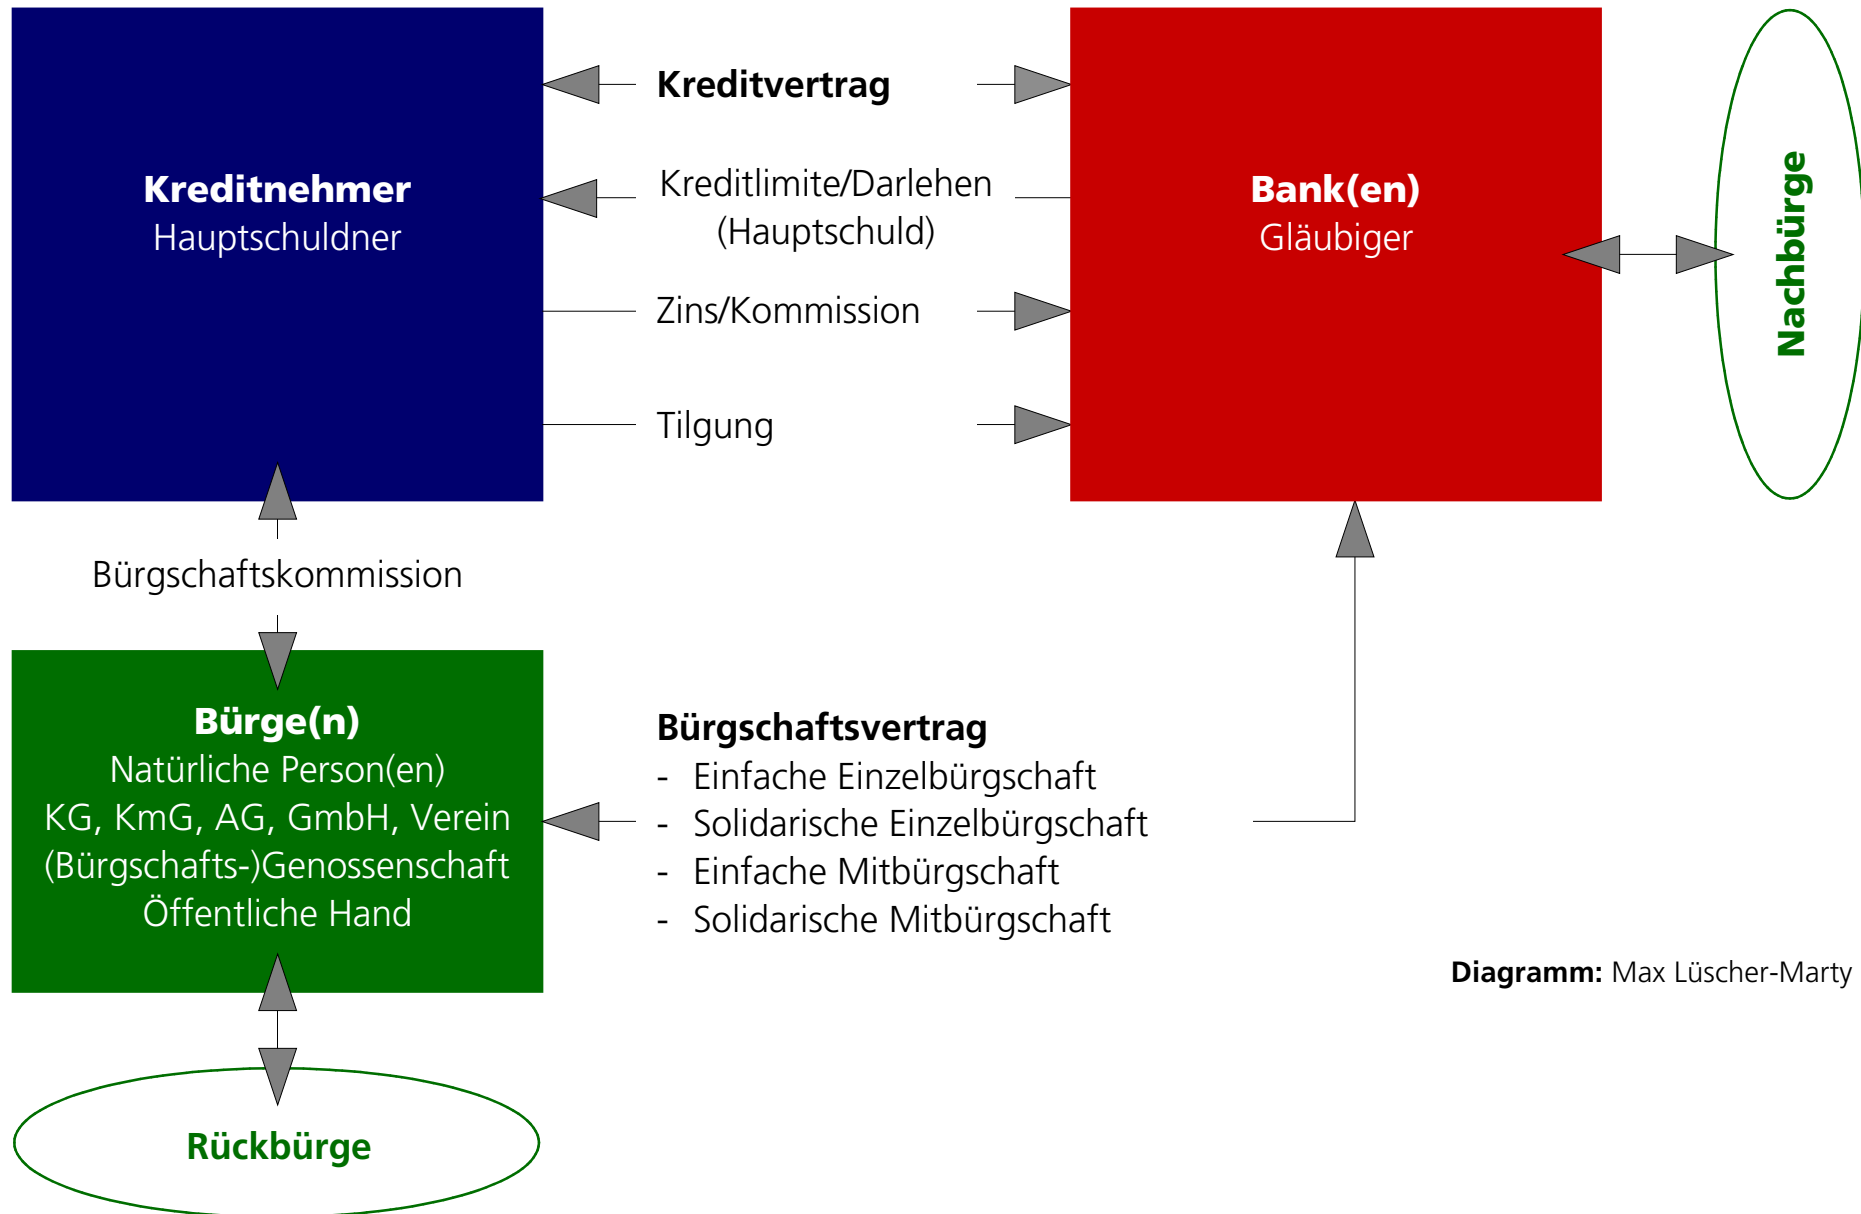 Kreditnehmer
Hauptschuldner
Kreditvertrag
Kreditlimite/Darlehen
(Hauptschuld)
Zins/Kommission
Tilgung
Bank(en)
Gläubiger
Nachbürge
Bürgschaftskommission
Bürge(n)
Natürliche Person(en)
KG, KmG, AG, GmbH, Verein
(Bürgschafts-)Genossenschaft
Öffentliche Hand
Bürgschaftsvertrag
- Einfache Einzelbürgschaft
- Solidarische Einzelbürgschaft
- Einfache Mitbürgschaft
- Solidarische Mitbürgschaft
Diagramm: Max Lüscher-Marty
Rückbürge